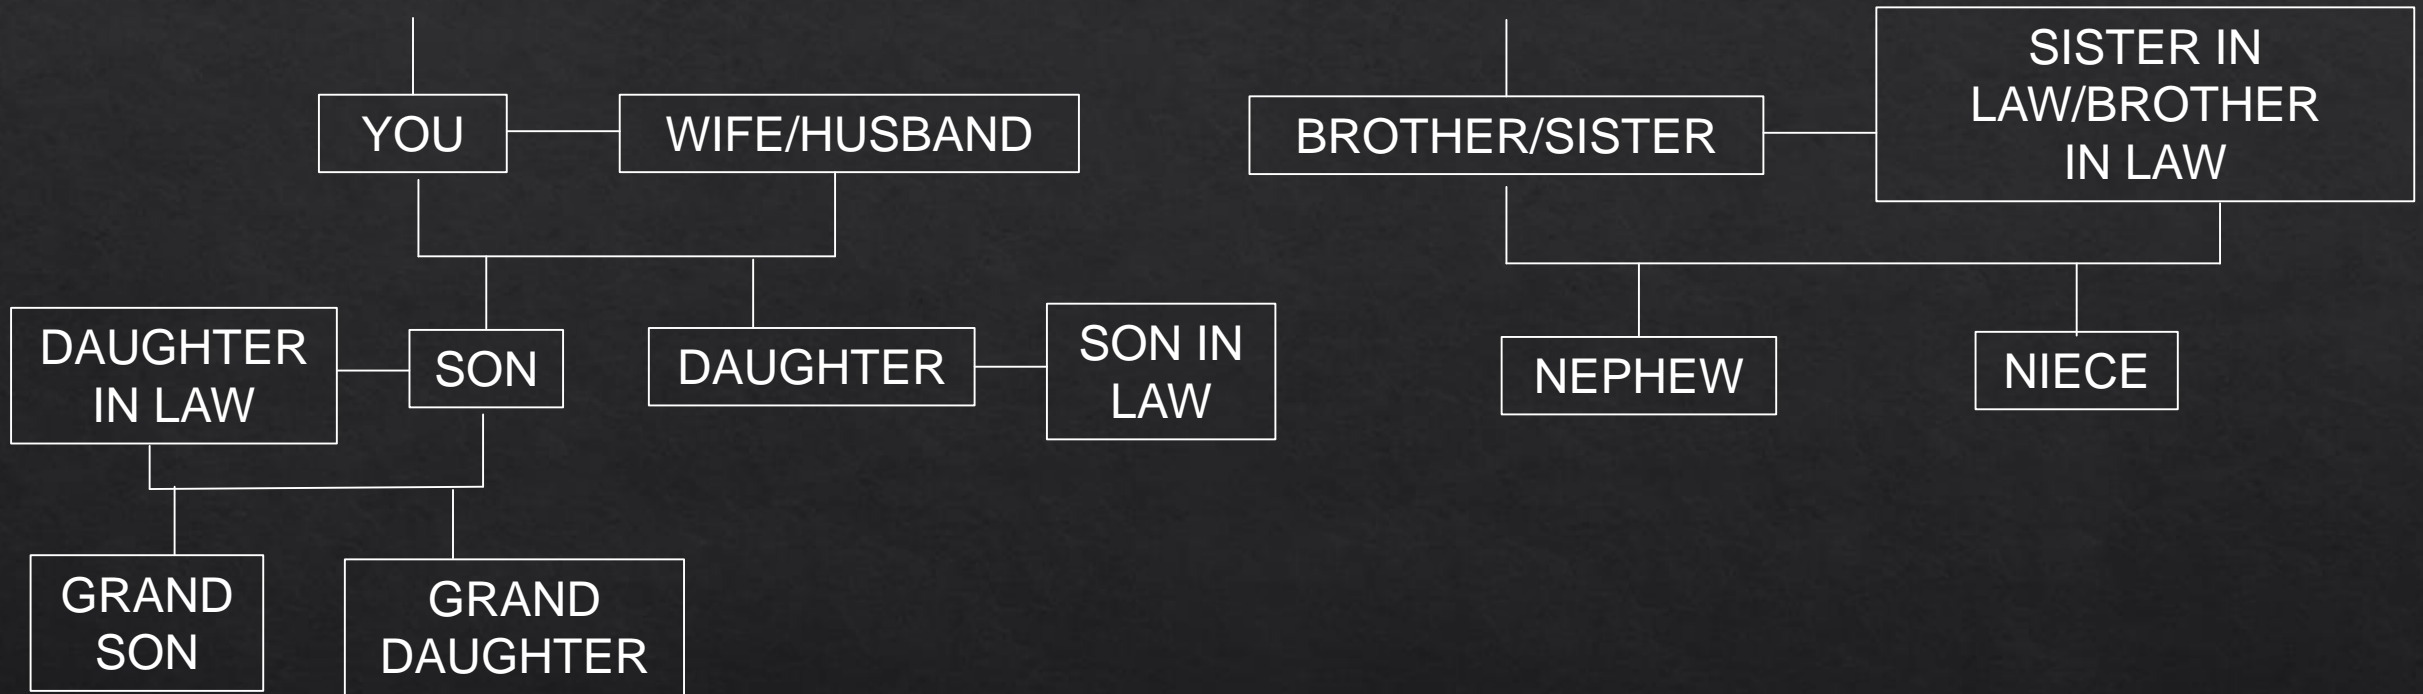 YOU
WIFE/HUSBAND
BROTHER/SISTER
SISTER IN
LAW/BROTHER
IN LAW
DAUGHTER
IN LAW
SON
DAUGHTER
SON IN
LAW
NEPHEW
NIECE
GRAND
SON
GRAND
DAUGHTER